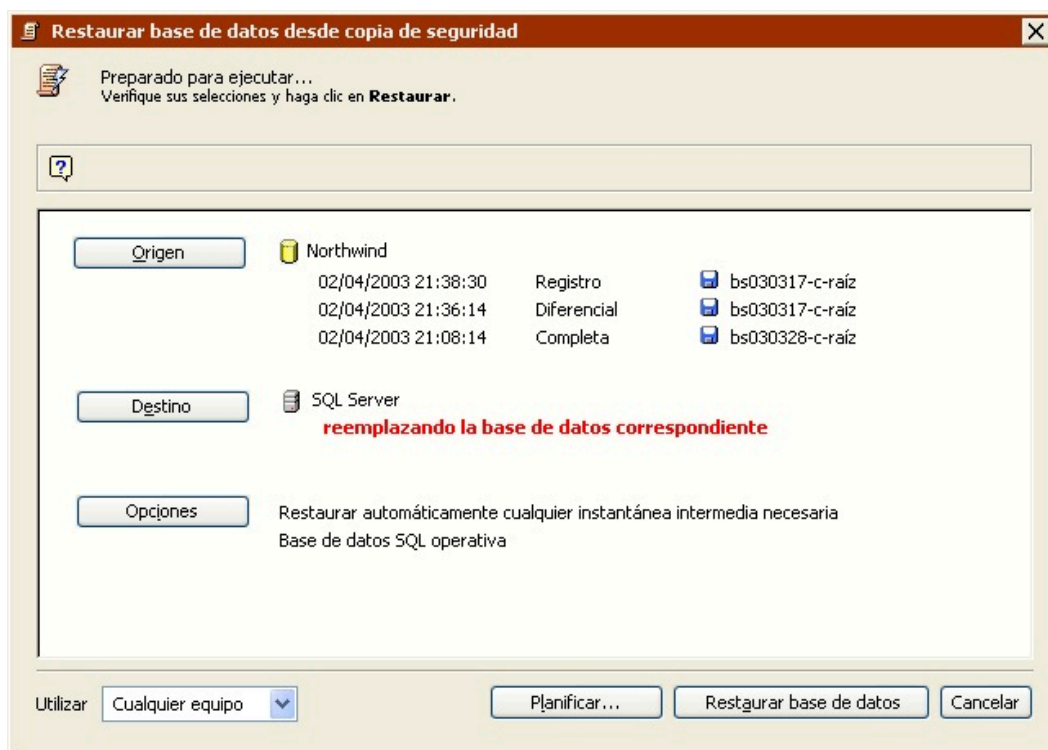 Restaurar base de datos desde copia de seguridad
Preparado para ejecutar...
Verifique sus selecciones y haga clic en Restaurar.
Origen
Northwind
02/04/2003 21:38:30 Registro bs030317-c-raíz
02/04/2003 21:36:14 Diferencial bs030317-c-raíz
02/04/2003 21:08:14 Completa bs030328-c-raíz
Destino
SQL Server
reemplazando la base de datos correspondiente
Opciones
Restaurar automáticamente cualquier instantánea intermedia necesaria
Base de datos SQL operativa
Utilizar Cualquier equipo Planificar... Restaurar base de datos Cancelar